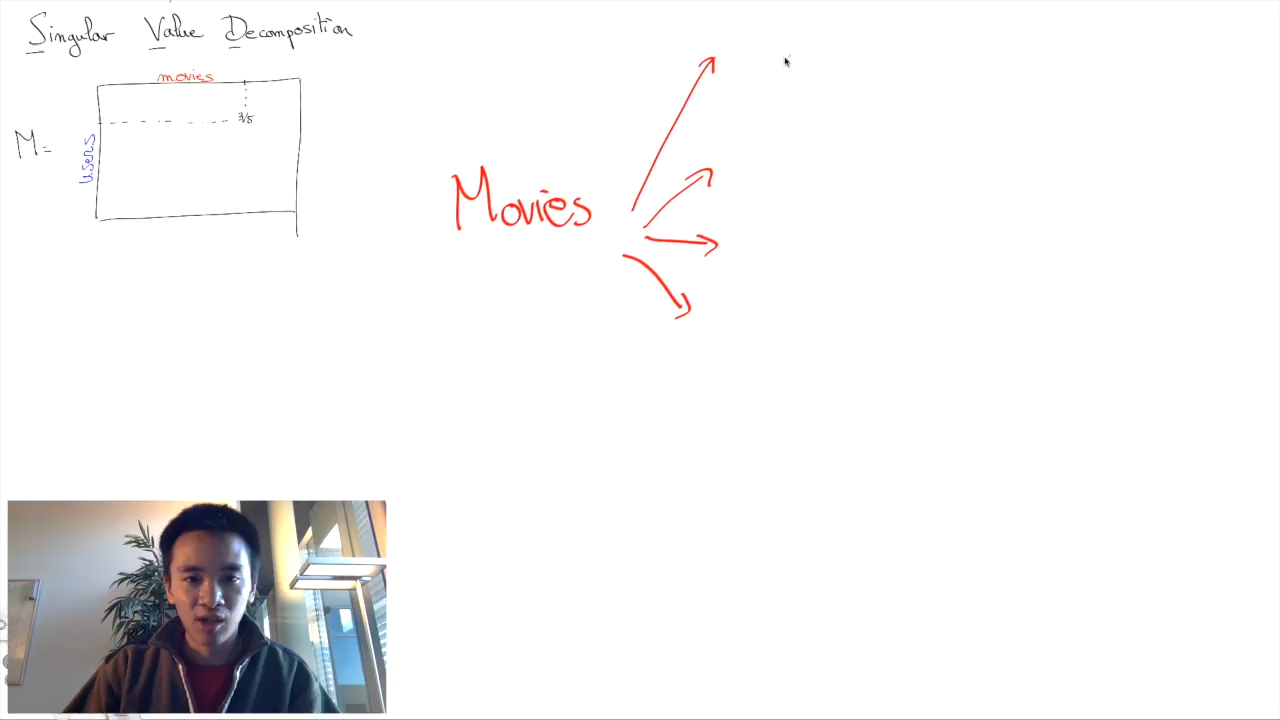 Singular Value Decomposition
movies
3/5
M=
users
Movies